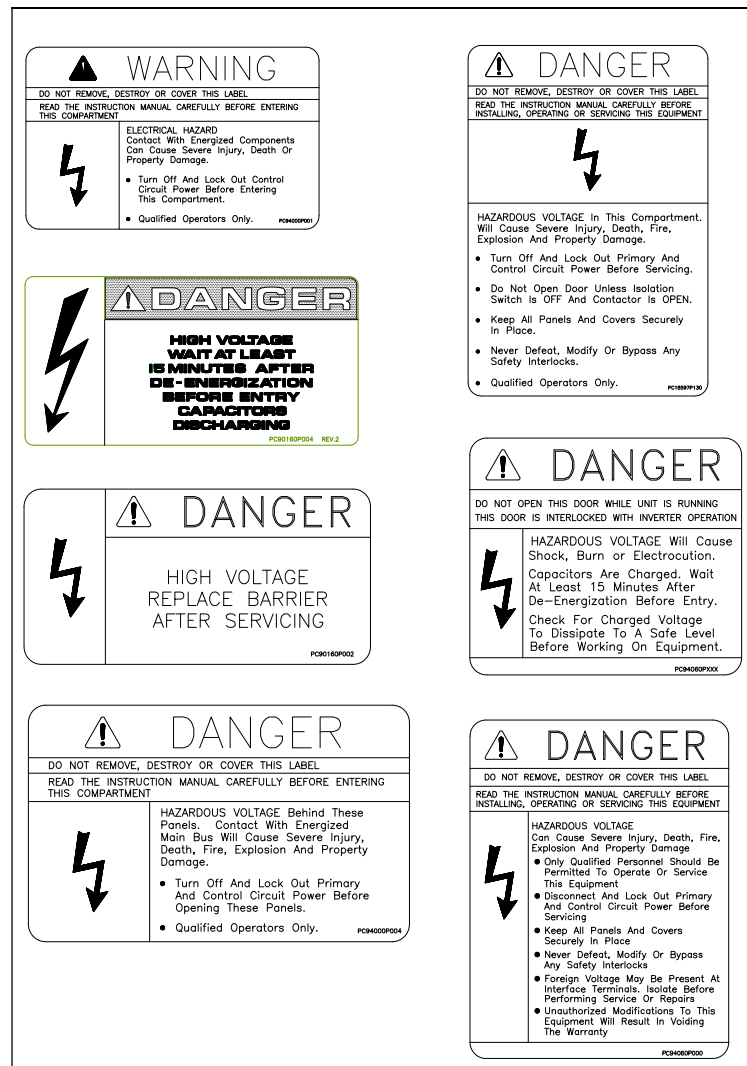 WARNING
DO NOT REMOVE, DESTROY OR COVER THIS LABEL
READ THE INSTRUCTION MANUAL CAREFULLY BEFORE ENTERING
THIS COMPARTMENT
ELECTRICAL HAZARD
Contact With Energized Components
Can Cause Severe Injury, Death Or
Property Damage.
• Turn Off And Lock Out Control
Circuit Power Before Entering
This Compartment.
• Qualified Operators Only.
PC94000P001
DANGER
HIGH VOLTAGE
WAIT AT LEAST
15 MINUTES AFTER
DE-ENERGIZATION
BEFORE ENTRY
CAPACITORS
DISCHARGING
PC90160P004 REV.2
DANGER
HIGH VOLTAGE
REPLACE BARRIER
AFTER SERVICING
PC90160P002
DANGER
DO NOT REMOVE, DESTROY OR COVER THIS LABEL
READ THE INSTRUCTION MANUAL CAREFULLY BEFORE ENTERING
THIS COMPARTMENT
HAZARDOUS VOLTAGE Behind These
Panels. Contact With Energized
Main Bus Will Cause Severe Injury,
Death, Fire, Explosion And Property
Damage.
• Turn Off And Lock Out Primary
And Control Circuit Power Before
Opening These Panels.
• Qualified Operators Only.
PC94000P004
DANGER
DO NOT REMOVE, DESTROY OR COVER THIS LABEL
READ THE INSTRUCTION MANUAL CAREFULLY BEFORE
INSTALLING, OPERATING OR SERVICING THIS EQUIPMENT
HAZARDOUS VOLTAGE In This Compartment.
Will Cause Severe Injury, Death, Fire,
Explosion And Property Damage.
• Turn Off And Lock Out Primary And
Control Circuit Power Before Servicing.
• Do Not Open Door Unless Isolation
Switch Is OFF And Contactor Is OPEN.
• Keep All Panels And Covers Securely
In Place.
• Never Defeat, Modify Or Bypass Any
Safety Interlocks.
• Qualified Operators Only.
PC18597P130
DANGER
DO NOT OPEN THIS DOOR WHILE UNIT IS RUNNING
THIS DOOR IS INTERLOCKED WITH INVERTER OPERATION
HAZARDOUS VOLTAGE Will Cause
Shock, Burn or Electrocution.
Capacitors Are Charged. Wait
At Least 15 Minutes After
De-Energization Before Entry.
Check For Charged Voltage
To Dissipate To A Safe Level
Before Working On Equipment.
PC94060PXXX
DANGER
DO NOT REMOVE, DESTROY OR COVER THIS LABEL
READ THE INSTRUCTION MANUAL CAREFULLY BEFORE
INSTALLING, OPERATING OR SERVICING THIS EQUIPMENT
HAZARDOUS VOLTAGE
Can Cause Severe Injury, Death, Fire,
Explosion And Property Damage
• Only Qualified Personnel Should Be
Permitted To Operate Or Service
This Equipment
• Disconnect And Lock Out Primary
And Control Circuit Power Before
Servicing
• Keep All Panels And Covers
Securely In Place
• Never Defeat, Modify Or Bypass
Any Safety Interlocks
• Foreign Voltage May Be Present At
Interface Terminals. Isolate Before
Performing Service Or Repairs
• Unauthorized Modifications To This
Equipment Will Result In Voiding
The Warranty
PC94060P000